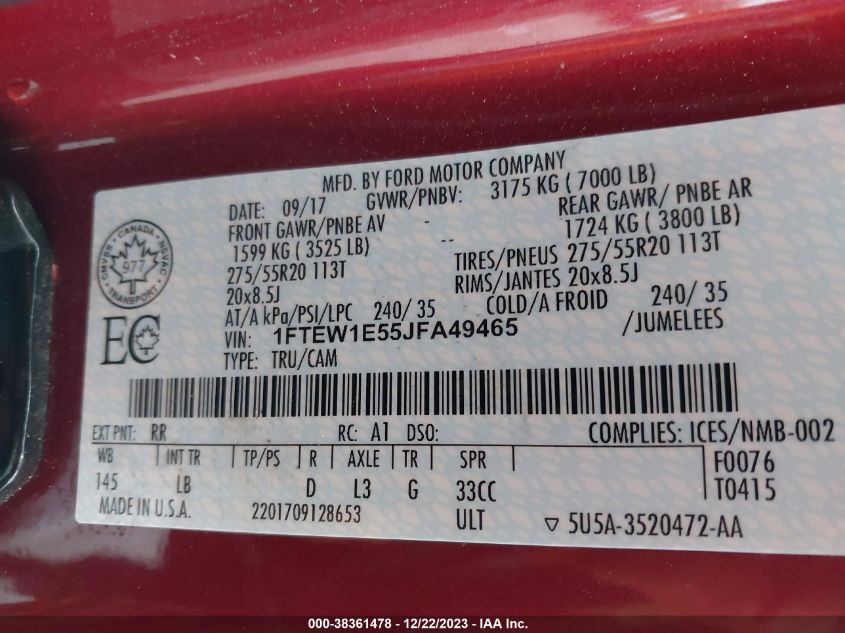 MFD. BY FORD MOTOR COMPANY
DATE: 09/17 GVWR/PNBV: 3175 KG ( 7000 LB)
FRONT GAWR/PNBE AV - REAR GAWR/ PNBE AR
1599 KG ( 3525 LB) -- 1724 KG ( 3800 LB)
275/55R20 113T TIRES/PNEUS 275/55R20 113T
20x8.5J RIMS/JANTES 20x8.5J
AT/A kPa/PSI/LPC 240/ 35 COLD/A FROID 240/ 35
VIN: 1FTEW1E55JFA49465 /JUMELEES
TYPE: TRU/CAM
CANADA
CMVSS NSVAC
977
TRANSPORT
EC
EXT PNT: RR RC: A1 DSO: COMPLIES: ICES/NMB-002
WB INT TR TP/PS R AXLE TR SPR F0076
145 LB D L3 G 33CC T0415
MADE IN U.S.A. 2201709128653 ULT ▽ 5U5A-3520472-AA
000-38361478 - 12/22/2023 - IAA Inc.